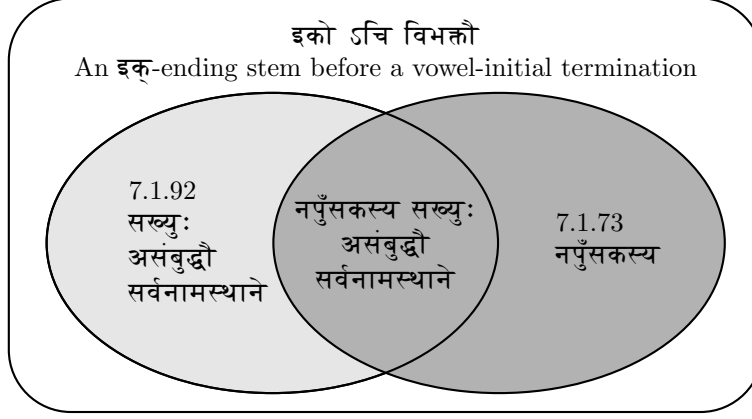 इको ऽचि विभक्तौ
An इक्-ending stem before a vowel-initial termination
7.1.92
सख्युः
असंबुद्धौ
सर्वनामस्थाने
नपुँसकस्य सख्युः
असंबुद्धौ
सर्वनामस्थाने
7.1.73
नपुँसकस्य